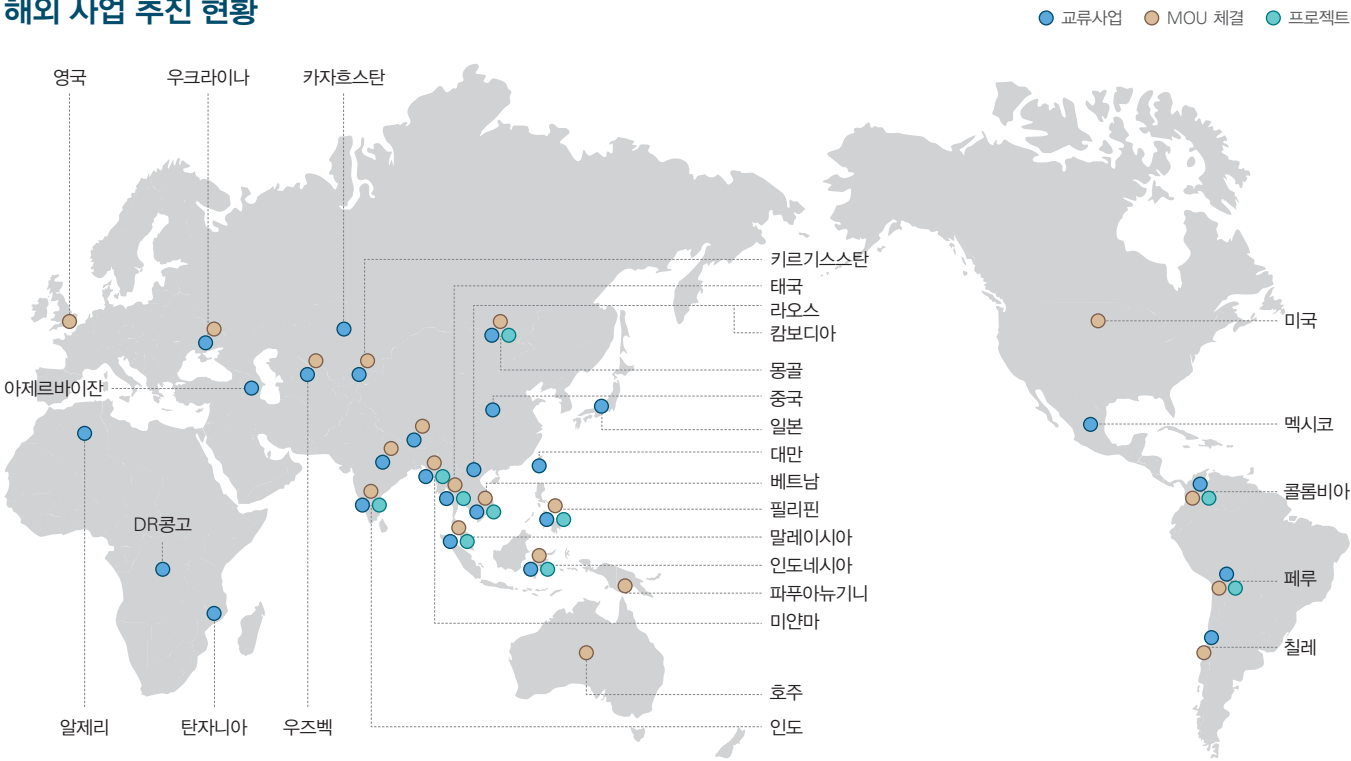 해외 사업 추진 현황
교류사업 MOU 체결 프로젝트
영국 우크라이나 카자흐스탄
키르기스스탄
태국
라오스
캄보디아
몽골
중국
일본
대만
베트남
필리핀
말레이시아
인도네시아
파푸아뉴기니
미얀마
호주
인도
아제르바이잔
DR콩고
알제리 탄자니아 우즈벡
미국
멕시코
콜롬비아
페루
칠레